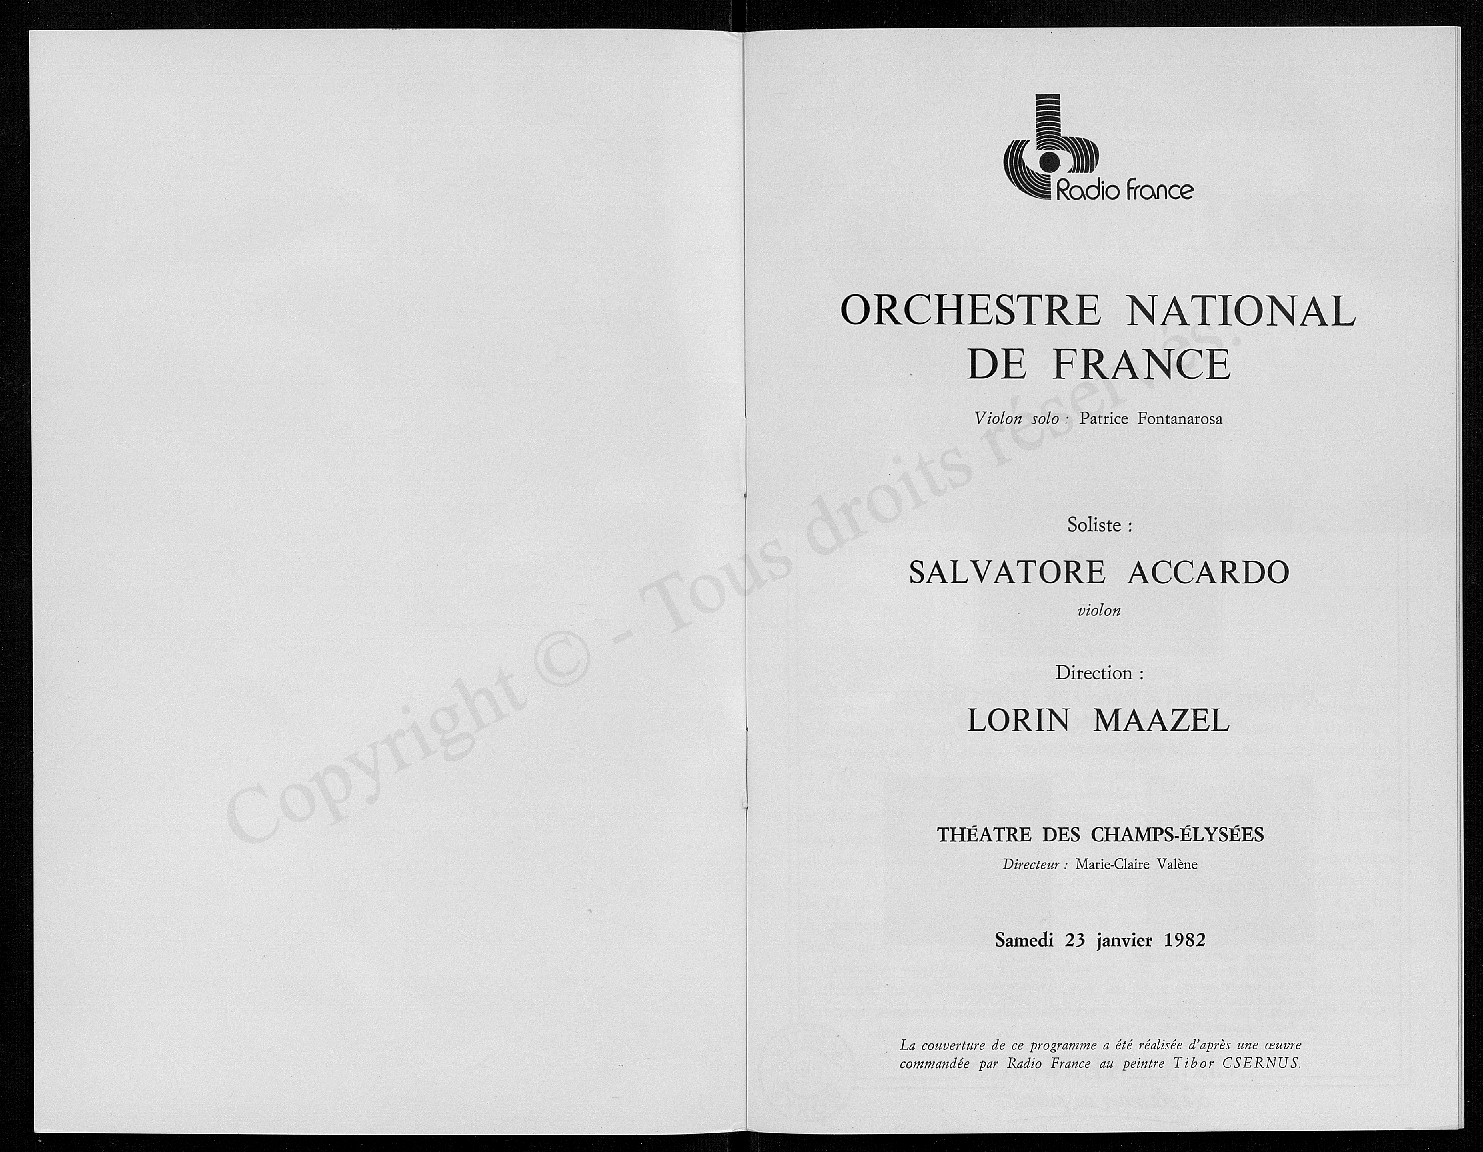 Radio France
ORCHESTRE NATIONAL
DE FRANCE
Violon solo : Patrice Fontanarosa
Soliste :
SALVATORE ACCARDO
violon
Direction :
LORIN MAAZEL
THÉATRE DES CHAMPS-ÉLYSÉES
Directeur : Marie-Claire Valène
Samedi 23 janvier 1982
La couverture de ce programme a été réalisée d'après une œuvre
commandée par Radio France au peintre Tibor CSERNUS.
Copyright © - Tous droits réservés.